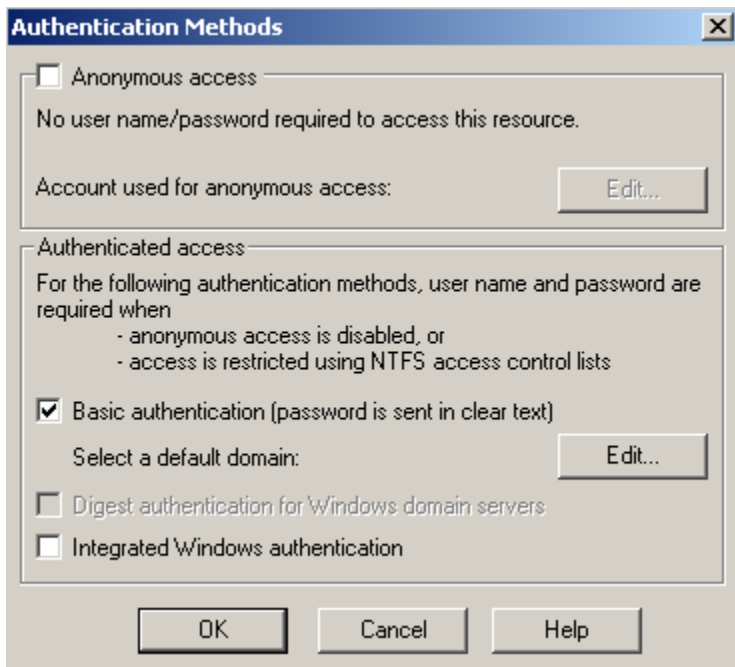 Authentication Methods
Anonymous access
No user name/password required to access this resource.
Account used for anonymous access:
Edit...
Authenticated access
For the following authentication methods, user name and password are
required when
- anonymous access is disabled, or
- access is restricted using NTFS access control lists
Basic authentication (password is sent in clear text)
Select a default domain:
Edit...
Digest authentication for Windows domain servers
Integrated Windows authentication
OK
Cancel
Help